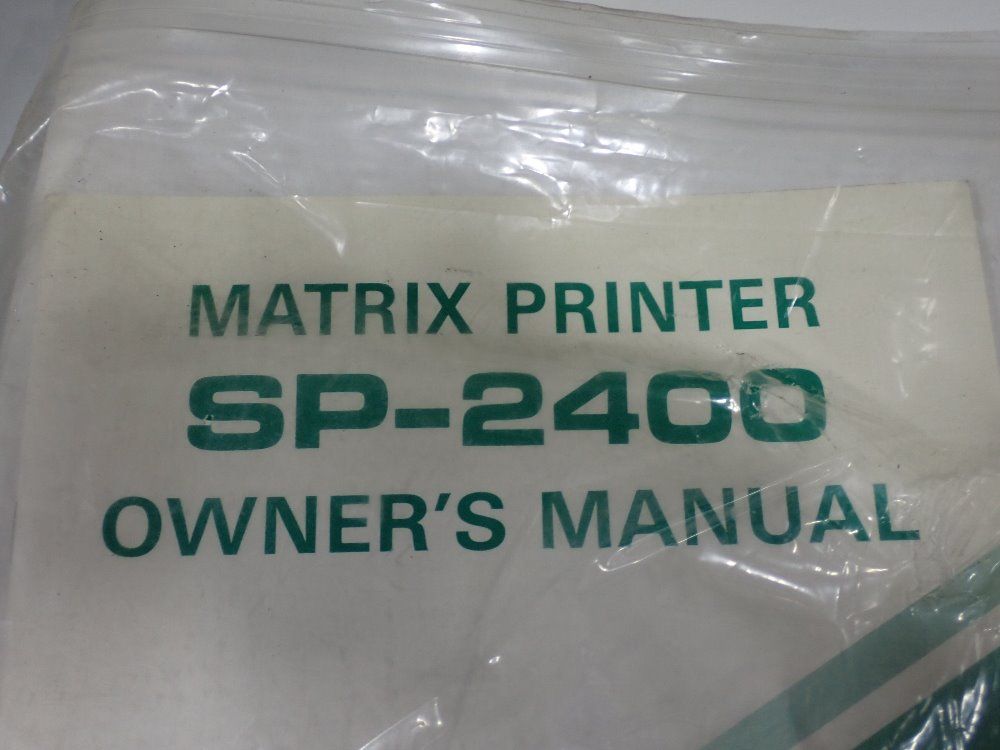 MATRIX PRINTER
SP-2400
OWNER'S MANUAL